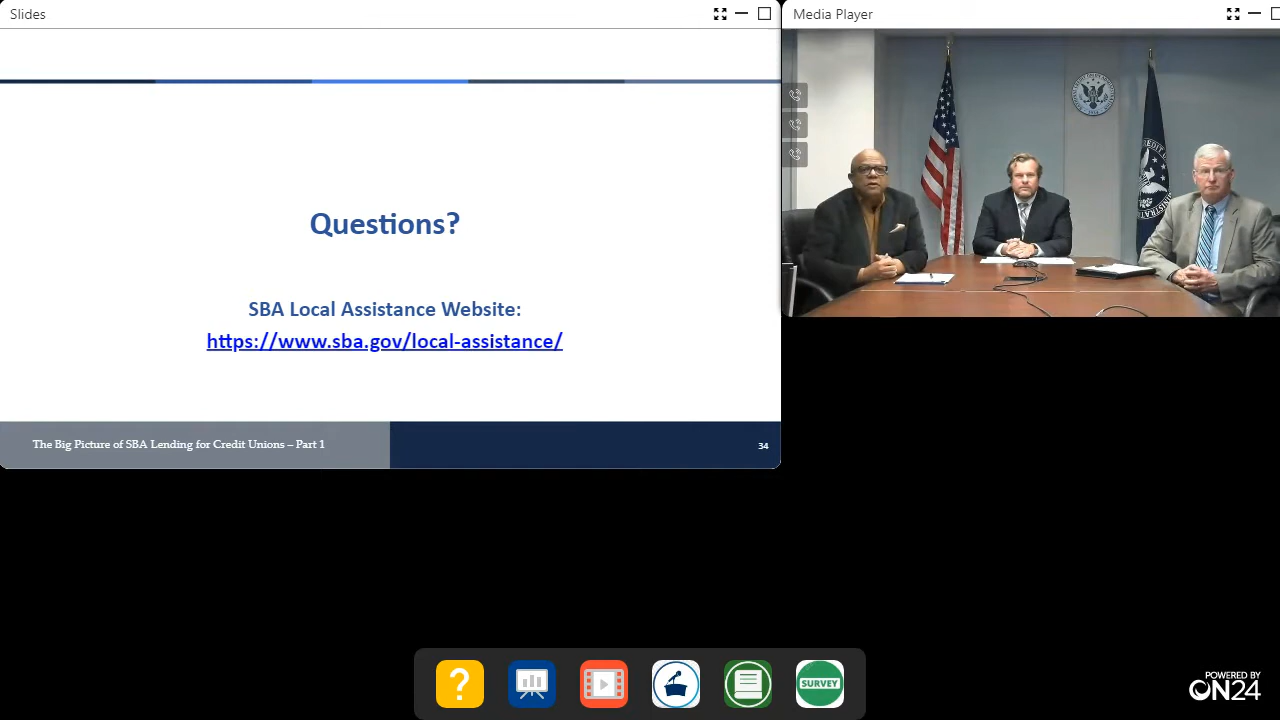 Slides
Media Player
Questions?
SBA Local Assistance Website:
https://www.sba.gov/local-assistance/
The Big Picture of SBA Lending for Credit Unions – Part 1
34
?
SURVEY
POWERED BY
ON24